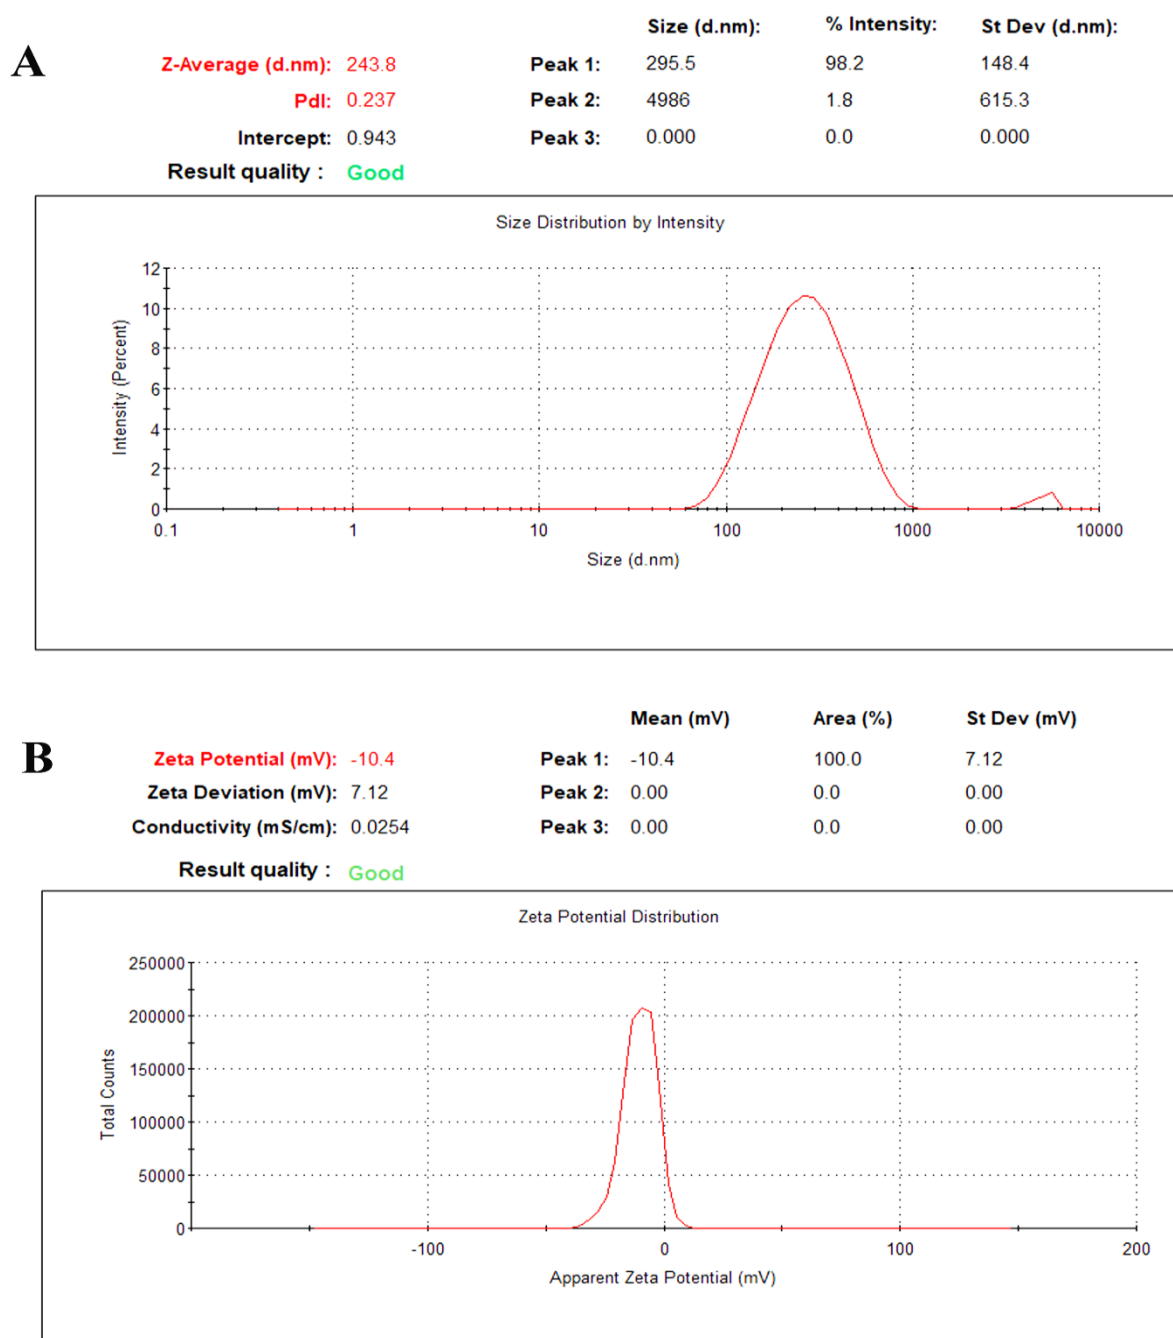 A
Size (d.nm): % Intensity: St Dev (d.nm):
Z-Average (d.nm): 243.8 Peak 1: 295.5 98.2 148.4
PdI: 0.237 Peak 2: 4986 1.8 615.3
Intercept: 0.943 Peak 3: 0.000 0.0 0.000
Result quality : Good
Size Distribution by Intensity
12
10
8
6
4
2
0
Intensity (Percent)
0.1 1 10 100 1000 10000
Size (d.nm)
B
Mean (mV) Area (%) St Dev (mV)
Zeta Potential (mV): -10.4 Peak 1: -10.4 100.0 7.12
Zeta Deviation (mV): 7.12 Peak 2: 0.00 0.0 0.00
Conductivity (mS/cm): 0.0254 Peak 3: 0.00 0.0 0.00
Result quality : Good
Zeta Potential Distribution
250000
200000
150000
100000
50000
0
Total Counts
-100 0 100 200
Apparent Zeta Potential (mV)